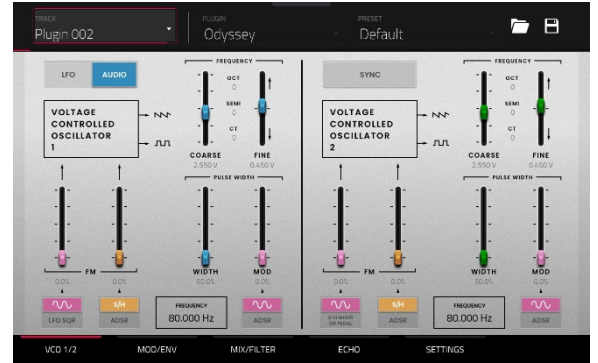 TRACK
Plugin 002
PLUGIN
Odyssey
PRESET
Default
LFO
AUDIO
VOLTAGE
CONTROLLED
OSCILLATOR
1
FREQUENCY
OCT
0
SEMI
0
CT
0
COARSE
2.550 V
FINE
0.450 V
FM
0.0%
0.0%
PULSE WIDTH
WIDTH
50.0%
MOD
0.0%
LFO SQR
S/H
ADSR
FREQUENCY
80.000 Hz
ADSR
SYNC
VOLTAGE
CONTROLLED
OSCILLATOR
2
FREQUENCY
OCT
0
SEMI
0
CT
0
COARSE
2.550 V
FINE
0.450 V
FM
0.0%
0.0%
PULSE WIDTH
WIDTH
50.0%
MOD
0.0%
S/H MIXER
OR PEDAL
S/H
ADSR
FREQUENCY
80.000 Hz
ADSR
VCO 1/2
MOD/ENV
MIX/FILTER
ECHO
SETTINGS